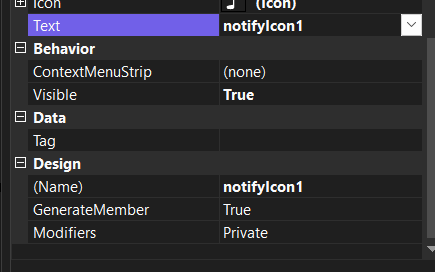 Icon (Icon)
Text notifyIcon1
Behavior
ContextMenuStrip (none)
Visible True
Data
Tag
Design
(Name) notifyIcon1
GenerateMember True
Modifiers Private